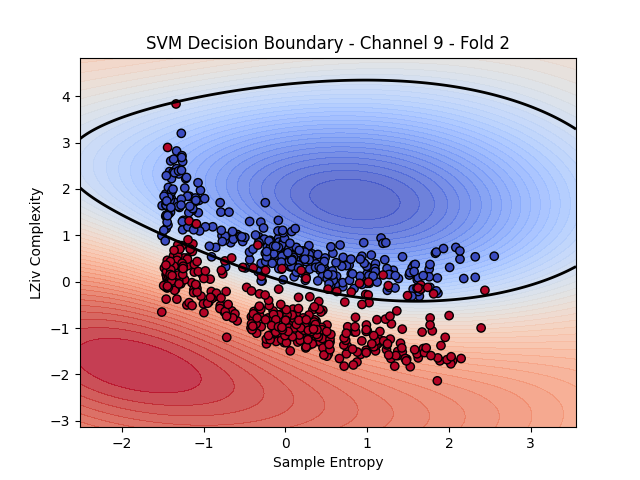 SVM Decision Boundary - Channel 9 - Fold 2
LZiv Complexity
4
3
2
1
0
−1
−2
−3
−2 −1 0 1 2 3
Sample Entropy